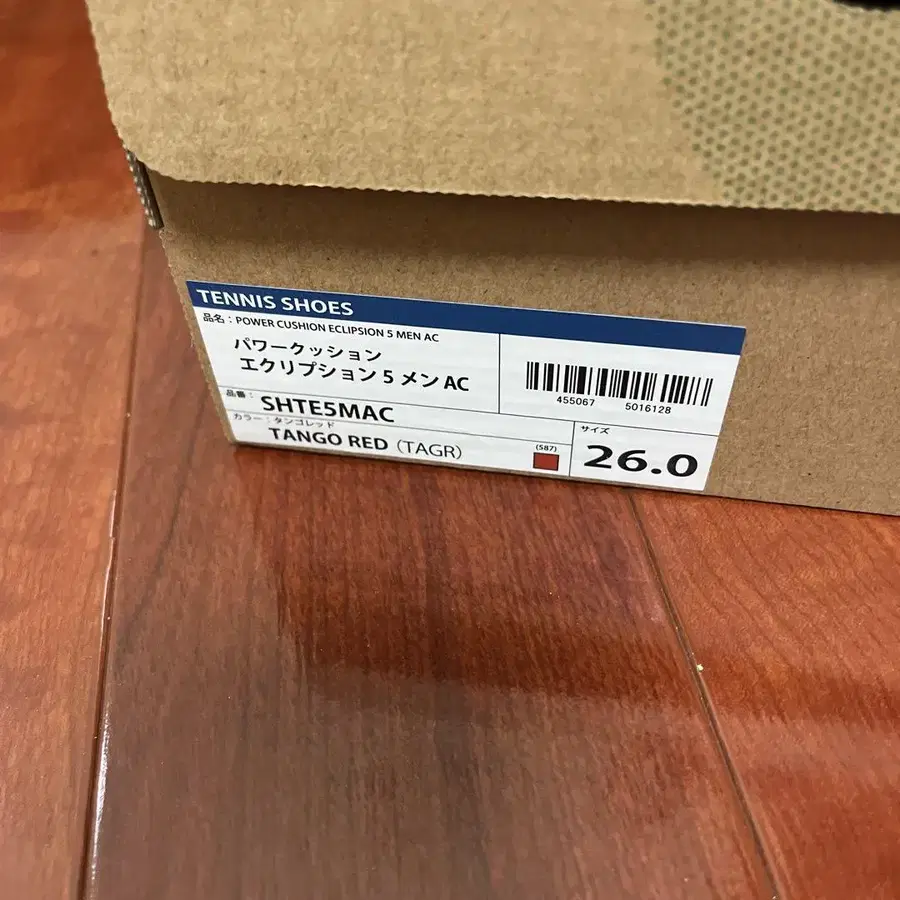 TENNIS SHOES
品名：POWER CUSHION ECLIPSION 5 MEN AC
パワークッション
エクリプション 5 メン AC
455067 5016128
品番：
SHTE5MAC
カラー：タンゴレッド
TANGO RED（TAGR）
(587)
サイズ
26.0